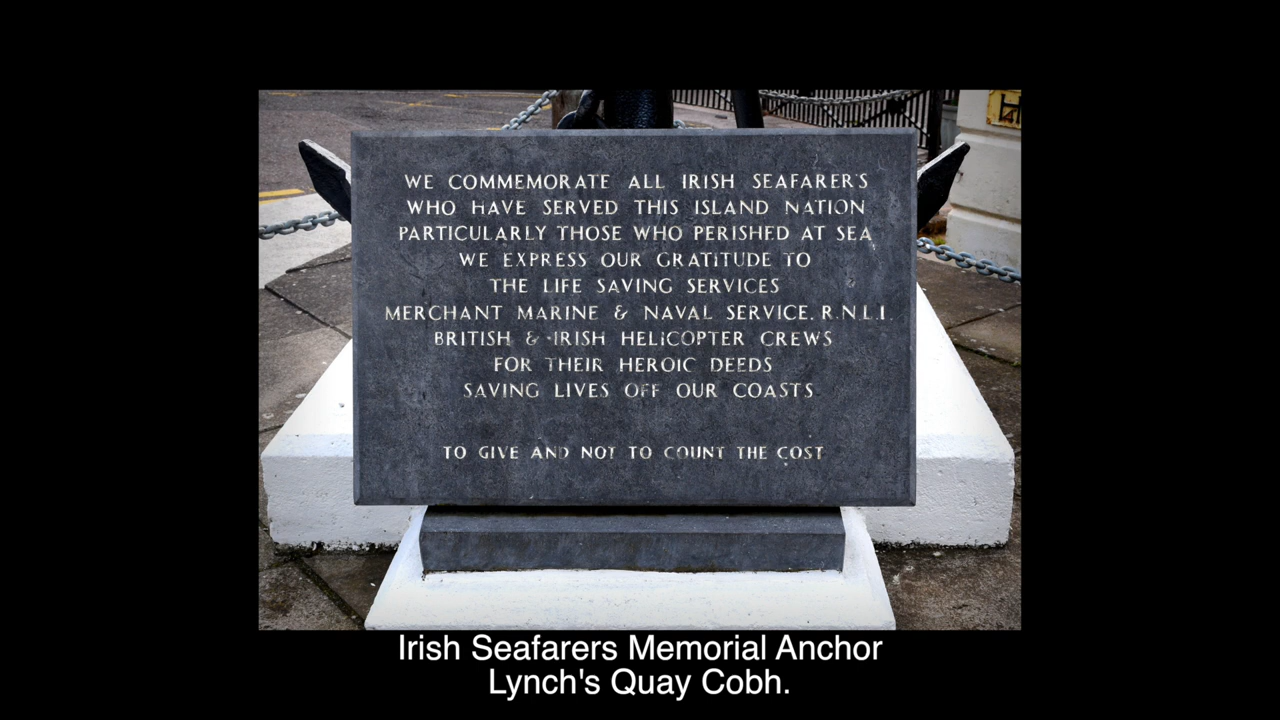 WE COMMEMORATE ALL IRISH SEAFARER'S
WHO HAVE SERVED THIS ISLAND NATION
PARTICULARLY THOSE WHO PERISHED AT SEA
WE EXPRESS OUR GRATITUDE TO
THE LIFE SAVING SERVICES
MERCHANT MARINE & NAVAL SERVICE. R.N.L.I.
BRITISH & IRISH HELICOPTER CREWS
FOR THEIR HEROIC DEEDS
SAVING LIVES OFF OUR COASTS
TO GIVE AND NOT TO COUNT THE COST
Irish Seafarers Memorial Anchor
Lynch's Quay Cobh.